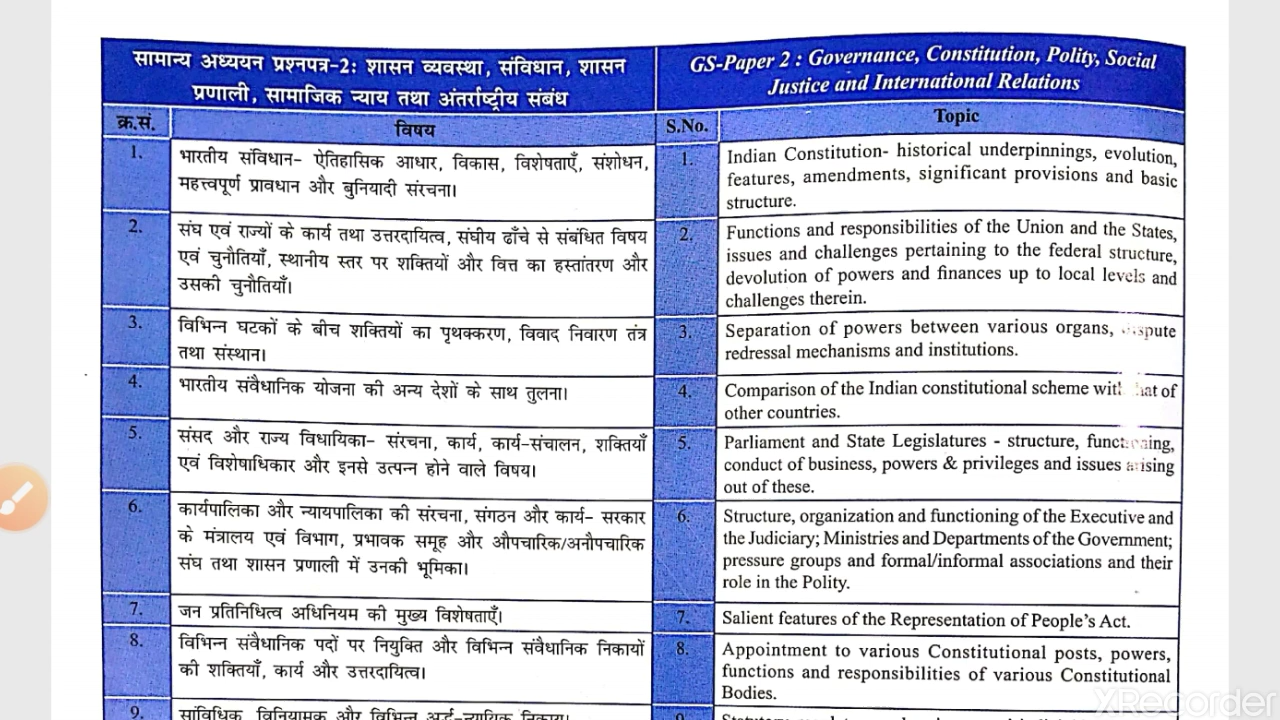 सामान्य अध्ययन प्रश्नपत्र-2: शासन व्यवस्था, संविधान, शासन
प्रणाली, सामाजिक न्याय तथा अंतर्राष्ट्रीय संबंध
क्र.सं.
विषय
1.
भारतीय संविधान- ऐतिहासिक आधार, विकास, विशेषताएँ, संशोधन,
महत्त्वपूर्ण प्रावधान और बुनियादी संरचना।
2.
संघ एवं राज्यों के कार्य तथा उत्तरदायित्व, संघीय ढाँचे से संबंधित विषय
एवं चुनौतियाँ, स्थानीय स्तर पर शक्तियों और वित्त का हस्तांतरण और
उसकी चुनौतियाँ।
3.
विभिन्न घटकों के बीच शक्तियों का पृथक्करण, विवाद निवारण तंत्र
तथा संस्थान।
4.
भारतीय संवैधानिक योजना की अन्य देशों के साथ तुलना।
5.
संसद और राज्य विधायिका- संरचना, कार्य, कार्य-संचालन, शक्तियाँ
एवं विशेषाधिकार और इनसे उत्पन्न होने वाले विषय।
6.
कार्यपालिका और न्यायपालिका की संरचना, संगठन और कार्य- सरकार
के मंत्रालय एवं विभाग, प्रभावक समूह और औपचारिक/अनौपचारिक
संघ तथा शासन प्रणाली में उनकी भूमिका।
7.
जन प्रतिनिधित्व अधिनियम की मुख्य विशेषताएँ।
8.
विभिन्न संवैधानिक पदों पर नियुक्ति और विभिन्न संवैधानिक निकायों
की शक्तियाँ, कार्य और उत्तरदायित्व।
9.
सांविधिक, विनियामक और विभिन्न अर्द्ध-न्यायिक निकाय।
GS-Paper 2 : Governance, Constitution, Polity, Social
Justice and International Relations
S.No.
Topic
1.
Indian Constitution- historical underpinnings, evolution,
features, amendments, significant provisions and basic
structure.
2.
Functions and responsibilities of the Union and the States,
issues and challenges pertaining to the federal structure,
devolution of powers and finances up to local levels and
challenges therein.
3.
Separation of powers between various organs, dispute
redressal mechanisms and institutions.
4.
Comparison of the Indian constitutional scheme with that of
other countries.
5.
Parliament and State Legislatures - structure, functioning,
conduct of business, powers & privileges and issues arising
out of these.
6.
Structure, organization and functioning of the Executive and
the Judiciary; Ministries and Departments of the Government;
pressure groups and formal/informal associations and their
role in the Polity.
7.
Salient features of the Representation of People's Act.
8.
Appointment to various Constitutional posts, powers,
functions and responsibilities of various Constitutional
Bodies.
9.
XRecorder